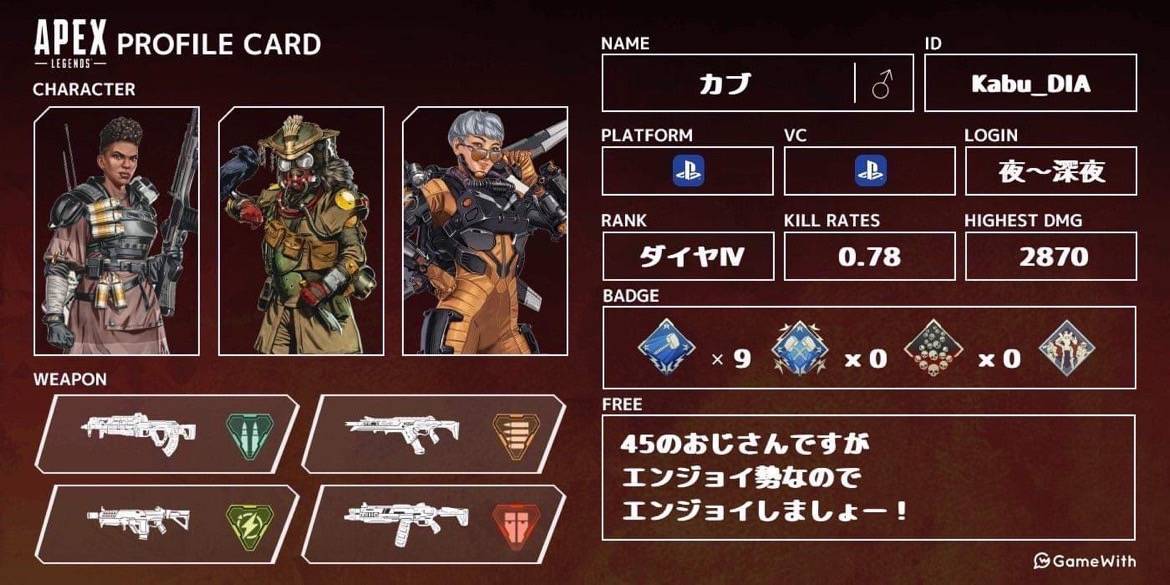 APEX
LEGENDS
PROFILE CARD
CHARACTER
WEAPON
NAME
カブ
♂
ID
Kabu_DIA
PLATFORM
VC
LOGIN
夜～深夜
RANK
ダイヤⅣ
KILL RATES
0.78
HIGHEST DMG
2870
BADGE
× 9
x 0
x 0
FREE
45のおじさんですが
エンジョイ勢なので
エンジョイしましょー！
GameWith